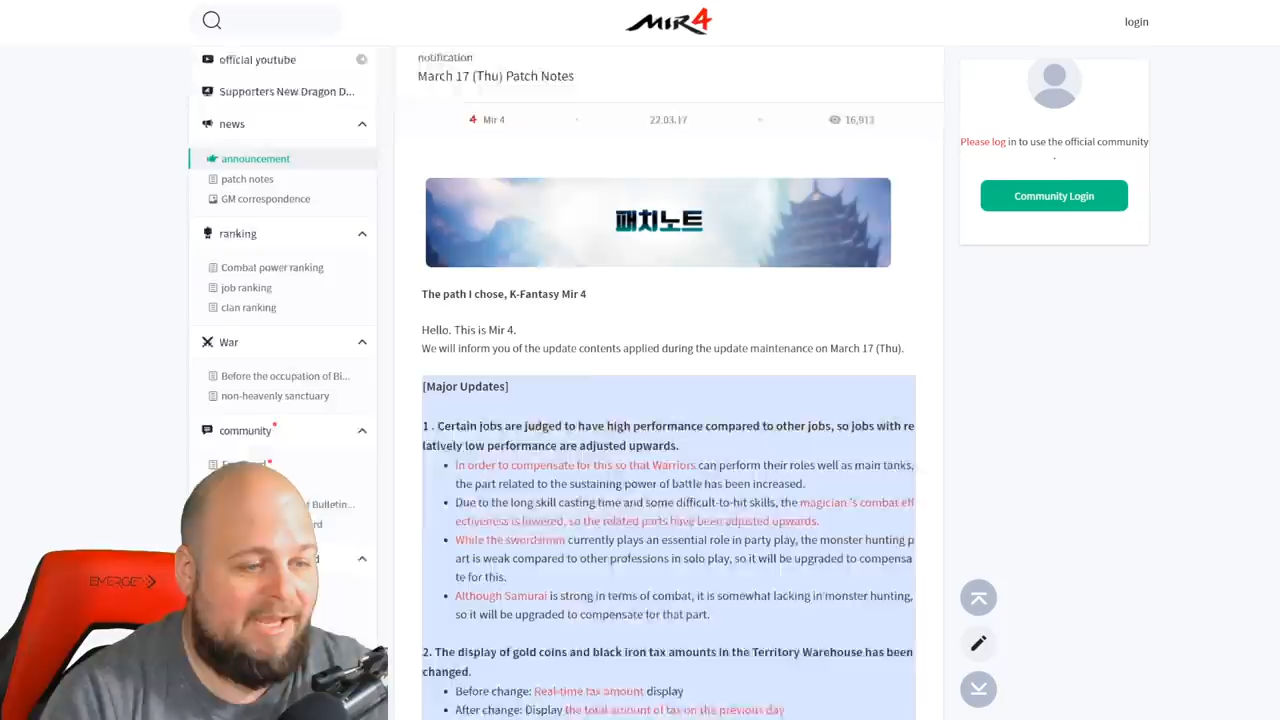 MIR4
login
official youtube
Supporters New Dragon D...
news
announcement
patch notes
GM correspondence
ranking
Combat power ranking
job ranking
clan ranking
War
Before the occupation of Bi...
non-heavenly sanctuary
community
Bulletin...
notification
March 17 (Thu) Patch Notes
4 Mir 4
22.03.17
16,913
패치노트
The path I chose, K-Fantasy Mir 4
Hello. This is Mir 4.
We will inform you of the update contents applied during the update maintenance on March 17 (Thu).
[Major Updates]
1 . Certain jobs are judged to have high performance compared to other jobs, so jobs with re
latively low performance are adjusted upwards.
In order to compensate for this so that Warriors can perform their roles well as main tanks,
the part related to the sustaining power of battle has been increased.
Due to the long skill casting time and some difficult-to-hit skills, the magician 's combat eff
ectiveness is lowered, so the related parts have been adjusted upwards.
While the swordsman currently plays an essential role in party play, the monster hunting p
art is weak compared to other professions in solo play, so it will be upgraded to compensa
te for this.
Although Samurai is strong in terms of combat, it is somewhat lacking in monster hunting,
so it will be upgraded to compensate for that part.
2. The display of gold coins and black iron tax amounts in the Territory Warehouse has been
changed.
Before change: Real-time tax amount display
After change: Display the total amount of tax on the previous day
Please log in to use the official community
.
Community Login
EMERGE